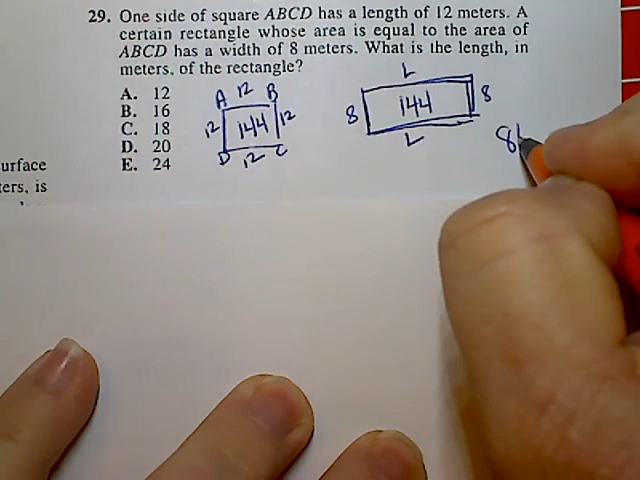 29. One side of square ABCD has a length of 12 meters. A
certain rectangle whose area is equal to the area of
ABCD has a width of 8 meters. What is the length, in
meters, of the rectangle?
A. 12
B. 16
C. 18
D. 20
E. 24
urface
ters, is
A 12 B
12 144 12
D 12 C
L
8 144 8
L
8